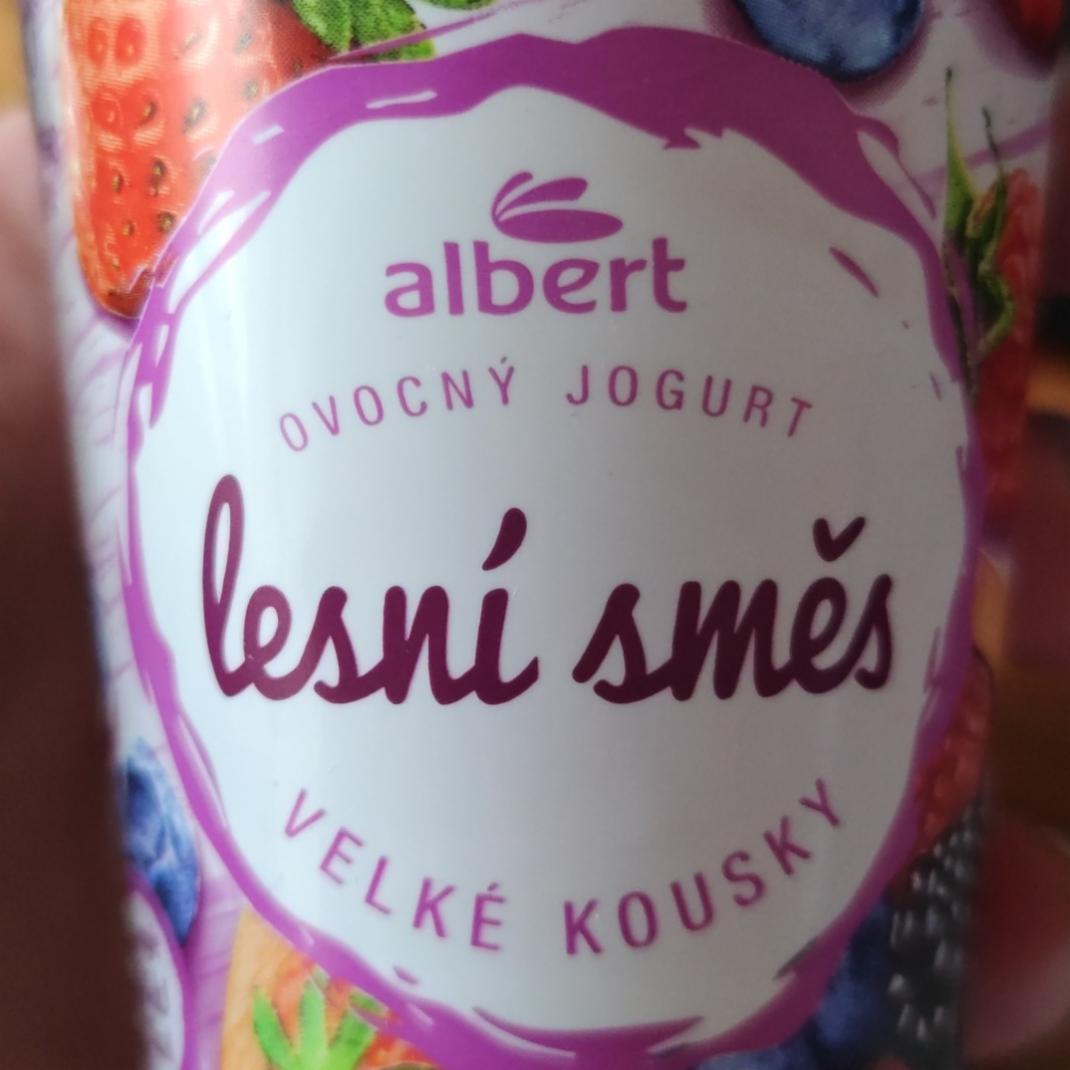 albert
OVOCNÝ JOGURT
lesní směs
VELKÉ KOUSKY